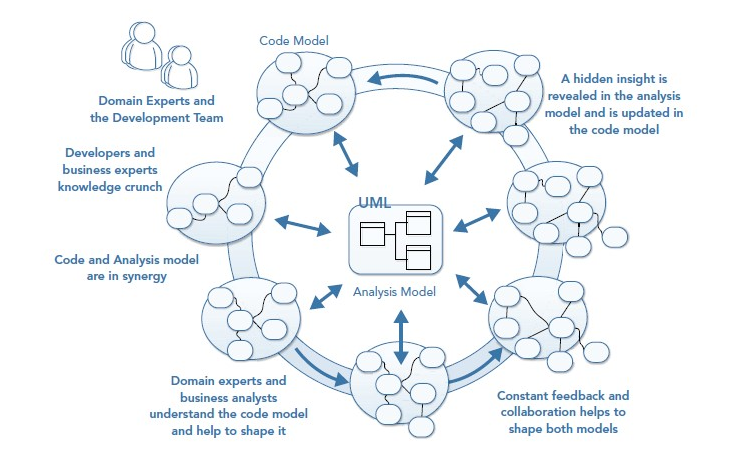 Code Model
Domain Experts and
the Development Team
A hidden insight is
revealed in the analysis
model and is updated in
the code model
Developers and
business experts
knowledge crunch
UML
Code and Analysis model
are in synergy
Analysis Model
Domain experts and
business analysts
understand the code model
and help to shape it
Constant feedback and
collaboration helps to
shape both models